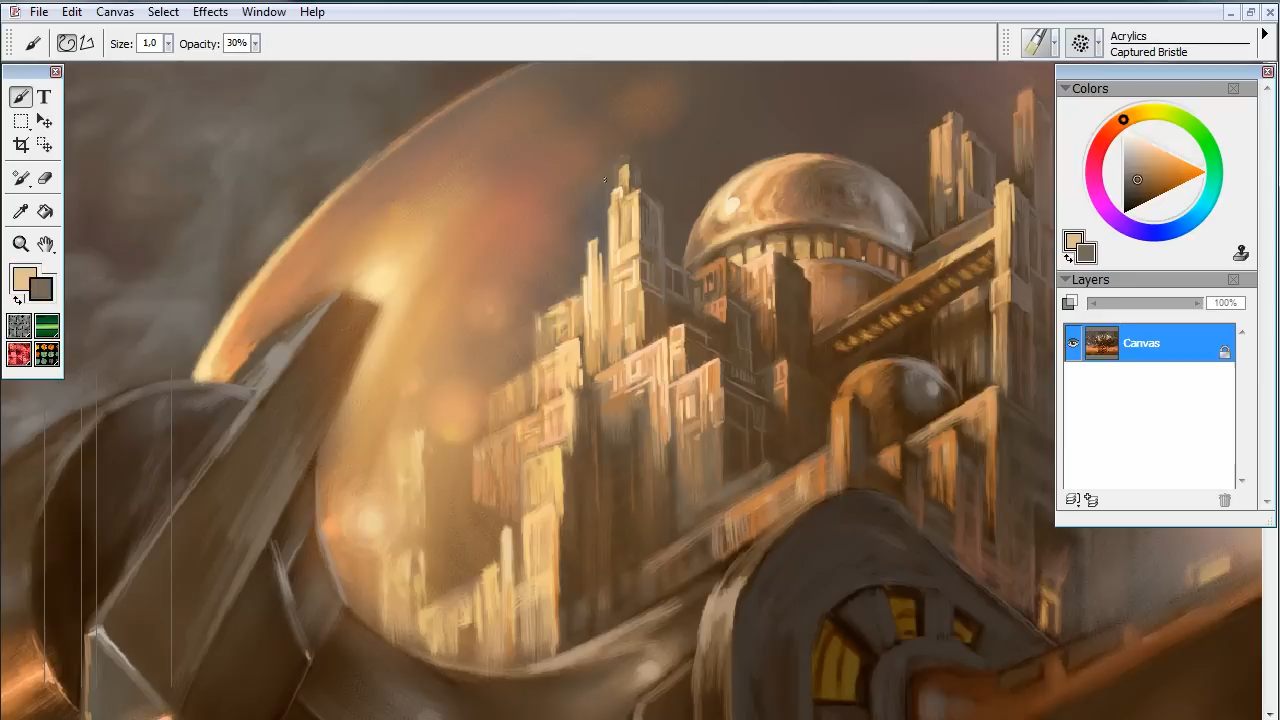 File Edit Canvas Select Effects Window Help
Size: 1,0 Opacity: 30%
Acrylics
Captured Bristle
T
Colors
Layers
100%
Canvas